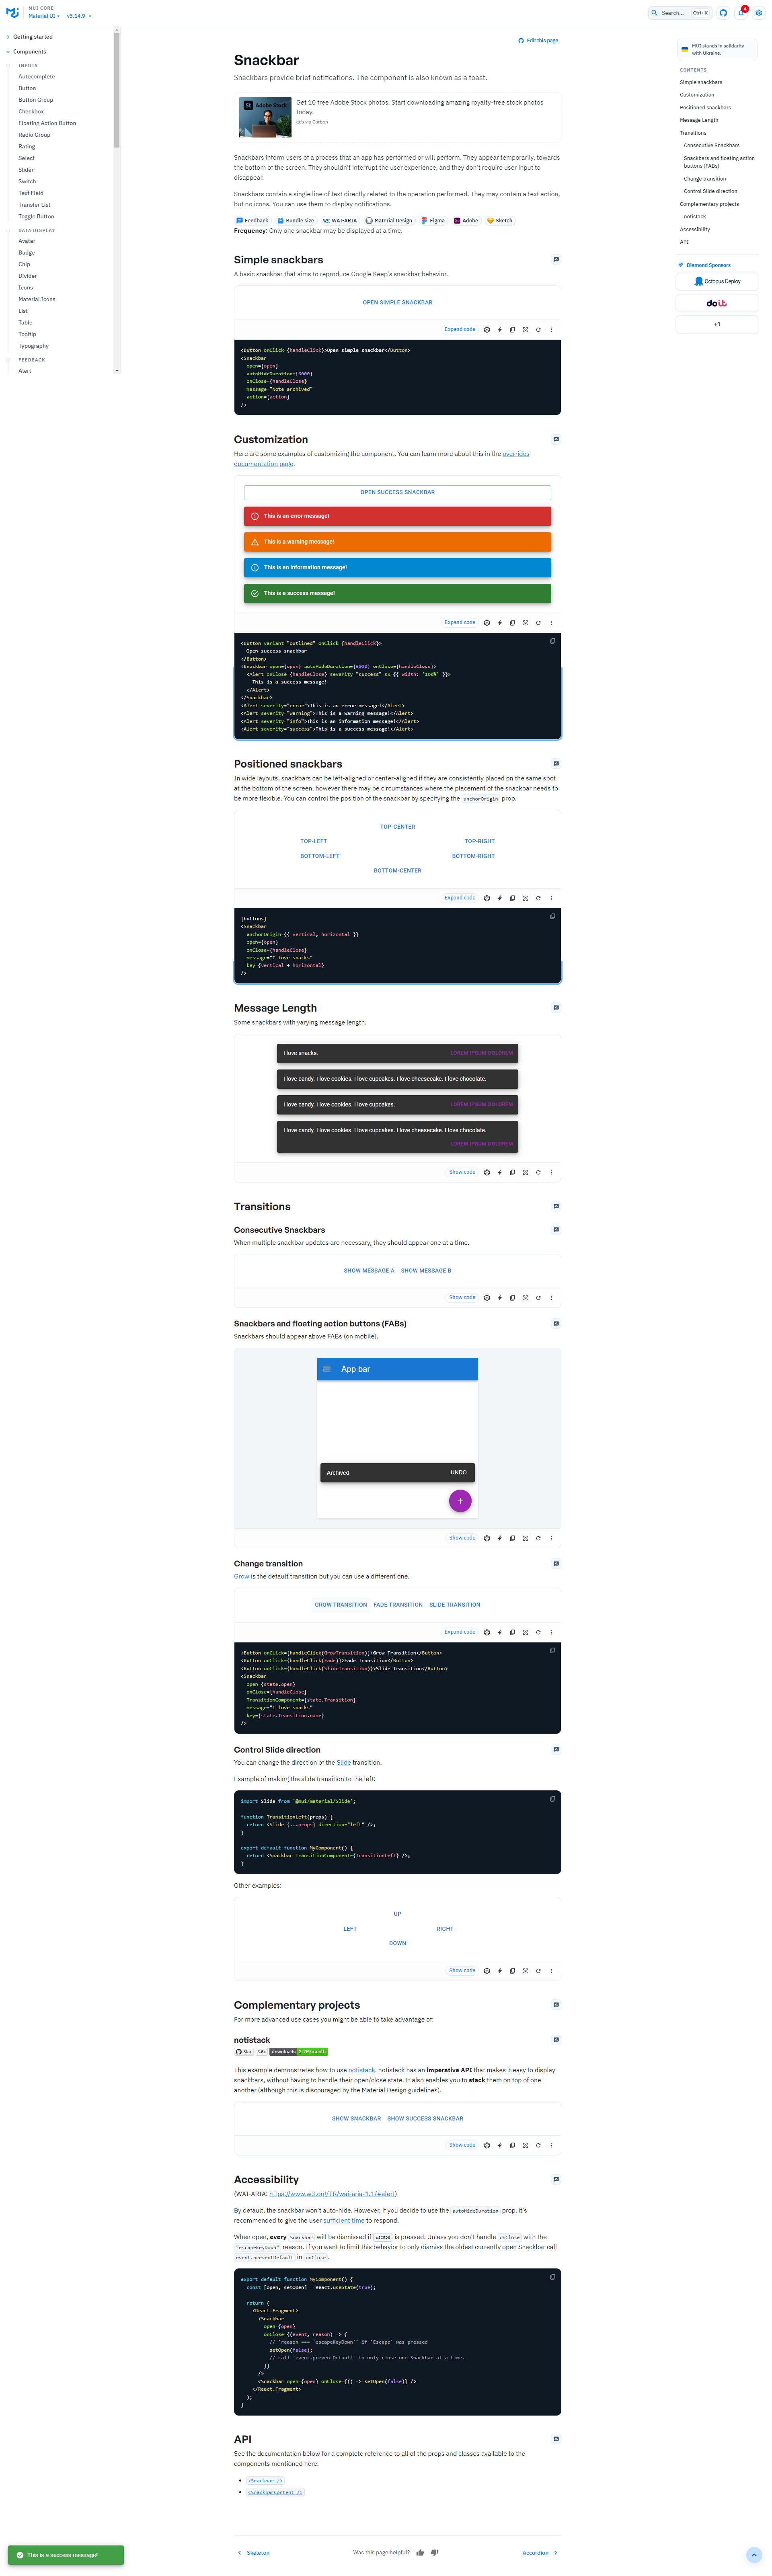 MUI CORE
Material UI
v5.14.9
Search…
Ctrl+K
4
Getting started
Components
INPUTS
Autocomplete
Button
Button Group
Checkbox
Floating Action Button
Radio Group
Rating
Select
Slider
Switch
Text Field
Transfer List
Toggle Button
DATA DISPLAY
Avatar
Badge
Chip
Divider
Icons
Material Icons
List
Table
Tooltip
Typography
FEEDBACK
Alert
Edit this page
Snackbar
Snackbars provide brief notifications. The component is also known as a toast.
Adobe Stock
Get 10 free Adobe Stock photos. Start downloading amazing royalty-free stock photos
today.
ads via Carbon
Snackbars inform users of a process that an app has performed or will perform. They appear temporarily, towards
the bottom of the screen. They shouldn't interrupt the user experience, and they don't require user input to
disappear.
Snackbars contain a single line of text directly related to the operation performed. They may contain a text action,
but no icons. You can use them to display notifications.
Feedback
Bundle size
WAI-ARIA
Material Design
Figma
Adobe
Sketch
Frequency: Only one snackbar may be displayed at a time.
Simple snackbars
A basic snackbar that aims to reproduce Google Keep's snackbar behavior.
OPEN SIMPLE SNACKBAR
Expand code
<Button onClick={handleClick}>Open simple snackbar</Button>
<Snackbar
open={open}
autoHideDuration={6000}
onClose={handleClose}
message="Note archived"
action={action}
/>
Customization
Here are some examples of customizing the component. You can learn more about this in the overrides
documentation page.
OPEN SUCCESS SNACKBAR
This is an error message!
This is a warning message!
This is an information message!
This is a success message!
Expand code
<Button variant="outlined" onClick={handleClick}>
Open success snackbar
</Button>
<Snackbar open={open} autoHideDuration={6000} onClose={handleClose}>
<Alert onClose={handleClose} severity="success" sx={{ width: '100%' }}>
This is a success message!
</Alert>
</Snackbar>
<Alert severity="error">This is an error message!</Alert>
<Alert severity="warning">This is a warning message!</Alert>
<Alert severity="info">This is an information message!</Alert>
<Alert severity="success">This is a success message!</Alert>
Positioned snackbars
In wide layouts, snackbars can be left-aligned or center-aligned if they are consistently placed on the same spot
at the bottom of the screen, however there may be circumstances where the placement of the snackbar needs to
be more flexible. You can control the position of the snackbar by specifying the anchorOrigin prop.
TOP-CENTER
TOP-LEFT
TOP-RIGHT
BOTTOM-LEFT
BOTTOM-RIGHT
BOTTOM-CENTER
Expand code
{buttons}
<Snackbar
anchorOrigin={{ vertical, horizontal }}
open={open}
onClose={handleClose}
message="I love snacks"
key={vertical + horizontal}
/>
Message Length
Some snackbars with varying message length.
I love snacks.
LOREM IPSUM DOLOREM
I love candy. I love cookies. I love cupcakes. I love cheesecake. I love chocolate.
I love candy. I love cookies. I love cupcakes.
LOREM IPSUM DOLOREM
I love candy. I love cookies. I love cupcakes. I love cheesecake. I love chocolate.
LOREM IPSUM DOLOREM
Show code
Transitions
Consecutive Snackbars
When multiple snackbar updates are necessary, they should appear one at a time.
SHOW MESSAGE A
SHOW MESSAGE B
Show code
Snackbars and floating action buttons (FABs)
Snackbars should appear above FABs (on mobile).
App bar
Archived
UNDO
Show code
Change transition
Grow is the default transition but you can use a different one.
GROW TRANSITION
FADE TRANSITION
SLIDE TRANSITION
Expand code
<Button onClick={handleClick(GrowTransition)}>Grow Transition</Button>
<Button onClick={handleClick(Fade)}>Fade Transition</Button>
<Button onClick={handleClick(SlideTransition)}>Slide Transition</Button>
<Snackbar
open={state.open}
onClose={handleClose}
TransitionComponent={state.Transition}
message="I love snacks"
key={state.Transition.name}
/>
Control Slide direction
You can change the direction of the Slide transition.
Example of making the slide transition to the left:
import Slide from '@mui/material/Slide';
function TransitionLeft(props) {
return <Slide {...props} direction="left" />;
}
export default function MyComponent() {
return <Snackbar TransitionComponent={TransitionLeft} />;
}
Other examples:
UP
LEFT
RIGHT
DOWN
Show code
Complementary projects
For more advanced use cases you might be able to take advantage of:
notistack
Star
3.6k
downloads
2.7M/month
This example demonstrates how to use notistack. notistack has an imperative API that makes it easy to display
snackbars, without having to handle their open/close state. It also enables you to stack them on top of one
another (although this is discouraged by the Material Design guidelines).
SHOW SNACKBAR
SHOW SUCCESS SNACKBAR
Show code
Accessibility
(WAI-ARIA: https://www.w3.org/TR/wai-aria-1.1/#alert)
By default, the snackbar won't auto-hide. However, if you decide to use the autoHideDuration prop, it's
recommended to give the user sufficient time to respond.
When open, every Snackbar will be dismissed if Escape is pressed. Unless you don't handle onClose with the
"escapeKeyDown" reason. If you want to limit this behavior to only dismiss the oldest currently open Snackbar call
event.preventDefault in onClose.
export default function MyComponent() {
const [open, setOpen] = React.useState(true);
return (
<React.Fragment>
<Snackbar
open={open}
onClose={(event, reason) => {
// `reason === 'escapeKeyDown'` if `Escape` was pressed
setOpen(false);
// call `event.preventDefault` to only close one Snackbar at a time.
}}
/>
<Snackbar open={open} onClose={() => setOpen(false)} />
</React.Fragment>
);
}
API
See the documentation below for a complete reference to all of the props and classes available to the
components mentioned here.
<Snackbar />
<SnackbarContent />
Skeleton
Was this page helpful?
Accordion
This is a success message!
MUI stands in solidarity
with Ukraine.
CONTENTS
Simple snackbars
Customization
Positioned snackbars
Message Length
Transitions
Consecutive Snackbars
Snackbars and floating action
buttons (FABs)
Change transition
Control Slide direction
Complementary projects
notistack
Accessibility
API
Diamond Sponsors
Octopus Deploy
doit
+1